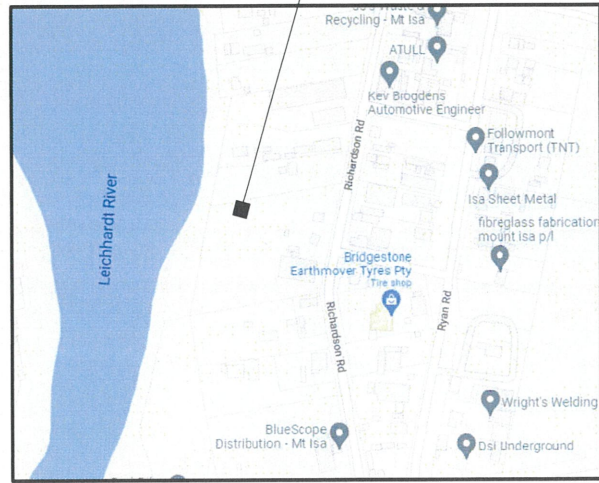 Recycling - Mt Isa
ATULL
Kev Brogdens
Automotive Engineer
Richardson Rd
Followmont
Transport (TNT)
Isa Sheet Metal
fibreglass fabrication
mount isa p/l
Leichhardt River
Bridgestone
Earthmover Tyres Pty
Tire shop
Ryan Rd
Richardson Rd
Wright's Welding
BlueScope
Distribution - Mt Isa
Dsi Underground